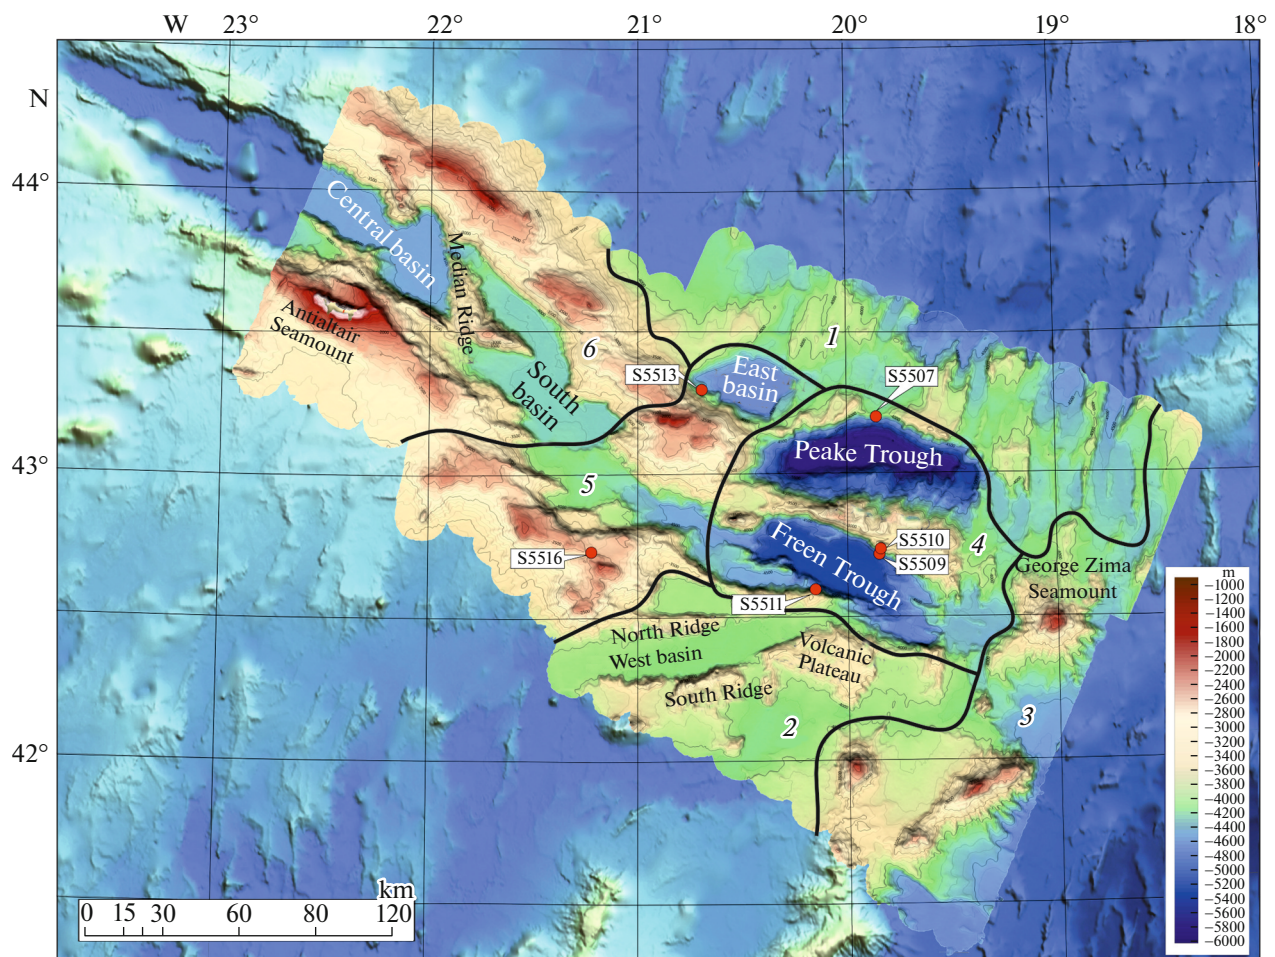 W 23° 22° 21° 20° 19° 18°
N
44°
43°
42°
Central basin
Median Ridge
Antialtair
Seamount
South
basin
6
1
East
basin
S5513
S5507
Peake Trough
5
4
Freen Trough
S5510
S5509
S5516
S5511
George Zima
Seamount
North Ridge
West basin
Volcanic
Plateau
South Ridge
2
3
km
0 15 30 60 80 120
m
–1000
–1200
–1400
–1600
–1800
–2000
–2200
–2400
–2600
–2800
–3000
–3200
–3400
–3600
–3800
–4000
–4200
–4400
–4600
–4800
–5000
–5200
–5400
–5600
–5800
–6000